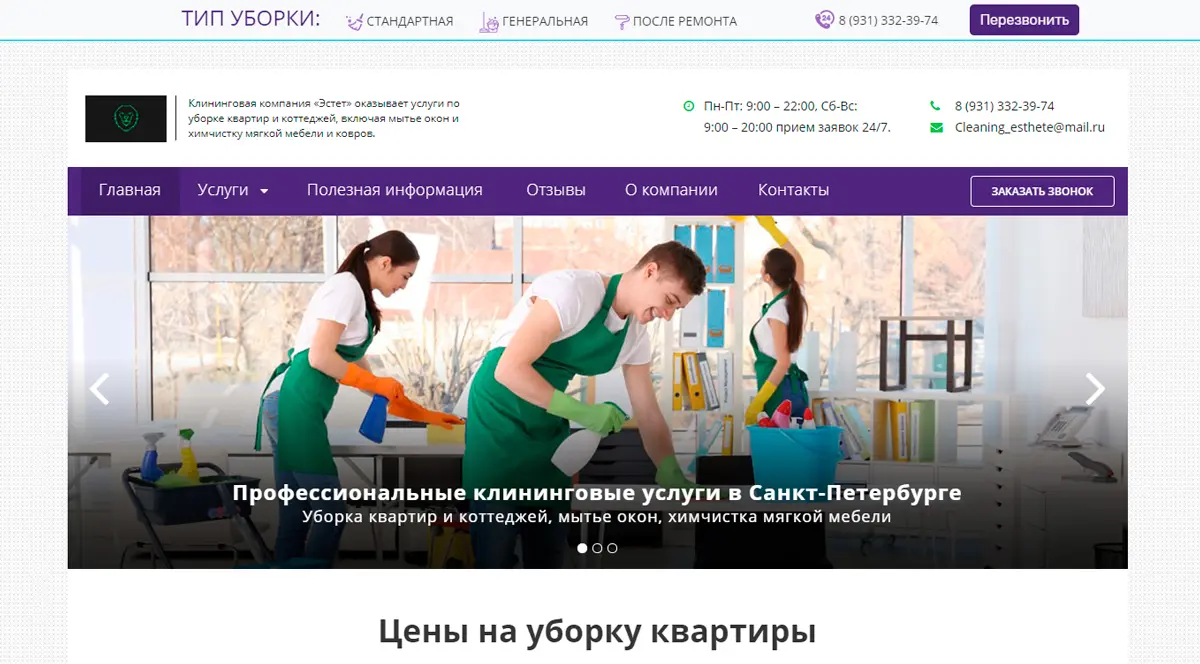 ТИП УБОРКИ: СТАНДАРТНАЯ ГЕНЕРАЛЬНАЯ ПОСЛЕ РЕМОНТА 24 8 (931) 332-39-74 Перезвонить
Клининговая компания «Эстет» оказывает услуги по
уборке квартир и коттеджей, включая мытье окон и
химчистку мягкой мебели и ковров.
Пн-Пт: 9:00 – 22:00, Сб-Вс:
9:00 – 20:00 прием заявок 24/7.
8 (931) 332-39-74
Cleaning_esthete@mail.ru
Главная Услуги Полезная информация Отзывы О компании Контакты ЗАКАЗАТЬ ЗВОНОК
Профессиональные клининговые услуги в Санкт-Петербурге
Уборка квартир и коттеджей, мытье окон, химчистка мягкой мебели
Цены на уборку квартиры